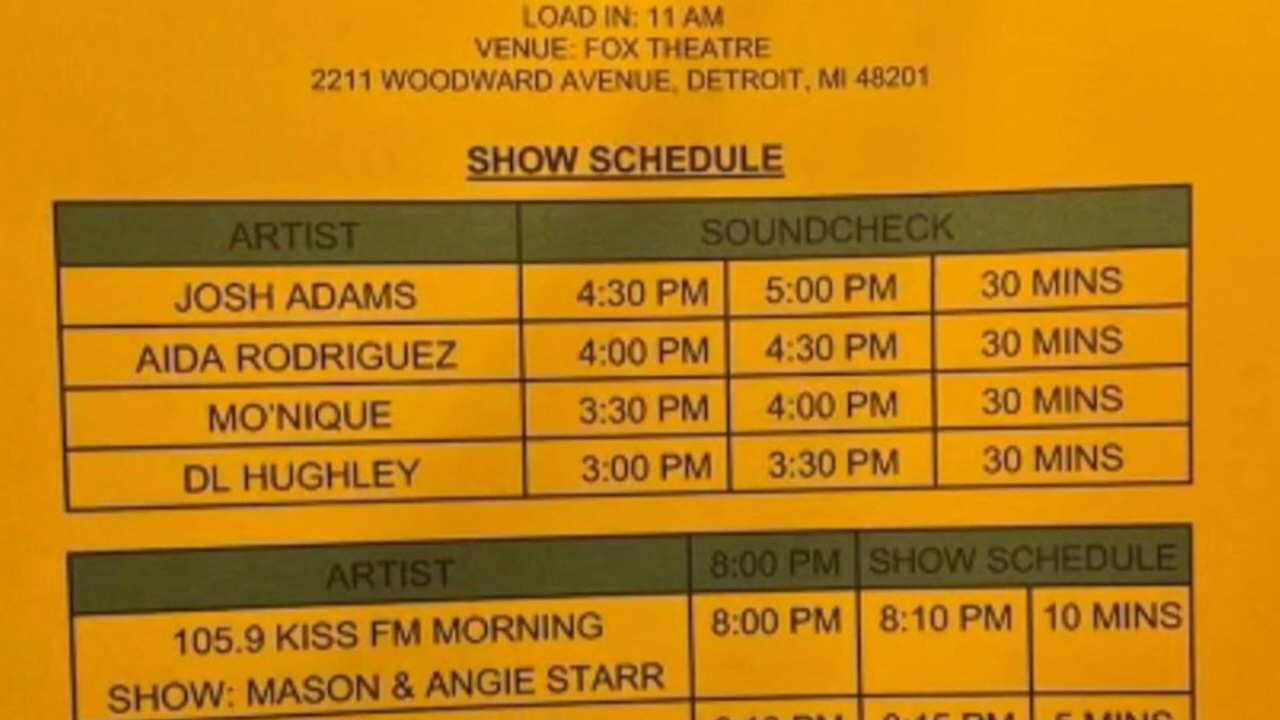 LOAD IN: 11 AM
VENUE: FOX THEATRE
2211 WOODWARD AVENUE, DETROIT, MI 48201
SHOW SCHEDULE
ARTIST SOUNDCHECK
JOSH ADAMS 4:30 PM 5:00 PM 30 MINS
AIDA RODRIGUEZ 4:00 PM 4:30 PM 30 MINS
MO'NIQUE 3:30 PM 4:00 PM 30 MINS
DL HUGHLEY 3:00 PM 3:30 PM 30 MINS
ARTIST 8:00 PM SHOW SCHEDULE
105.9 KISS FM MORNING 8:00 PM 8:10 PM 10 MINS
SHOW: MASON & ANGIE STARR